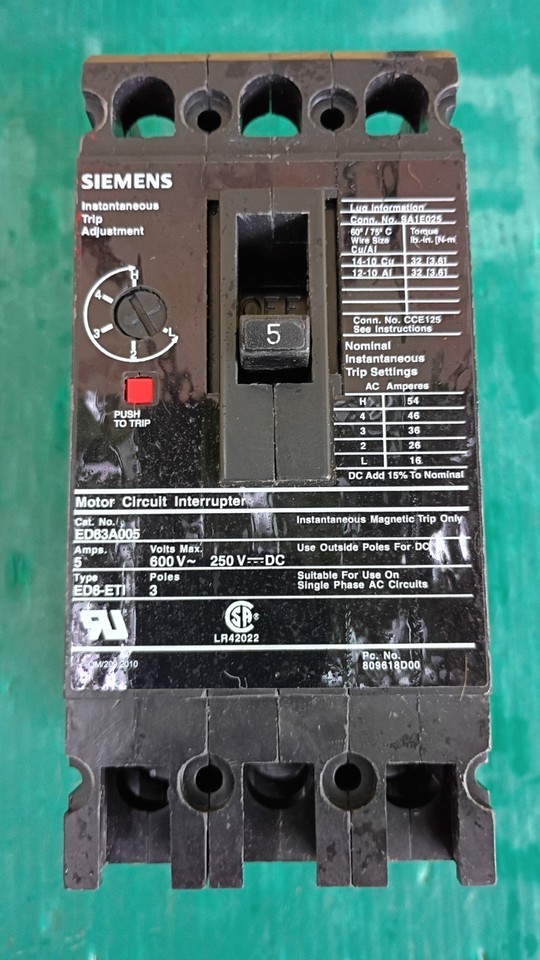 SIEMENS
Instantaneous
Trip
Adjustment
H
4
3
2
L
PUSH
TO TRIP
OFF
5
Lug Information
Conn. No. SA1E025
60° / 75° C
Wire Size
Cu/Al
Torque
lb.-in. [N-m]
14-10 Cu 32 [3.6]
12-10 Al 32 [3.6]
Conn. No. CCE125
See Instructions
Nominal
Instantaneous
Trip Settings
AC Amperes
H 54
4 46
3 36
2 26
L 16
DC Add 15% To Nominal
Motor Circuit Interrupter
Cat. No.
ED63A005
Instantaneous Magnetic Trip Only
Amps.
5
Volts Max.
600 V~ 250 V⎓DC
Use Outside Poles For DC
Type
ED6-ETI
Poles
3
Suitable For Use On
Single Phase AC Circuits
UR
SA ®
LR42022
Pc. No.
809618D00